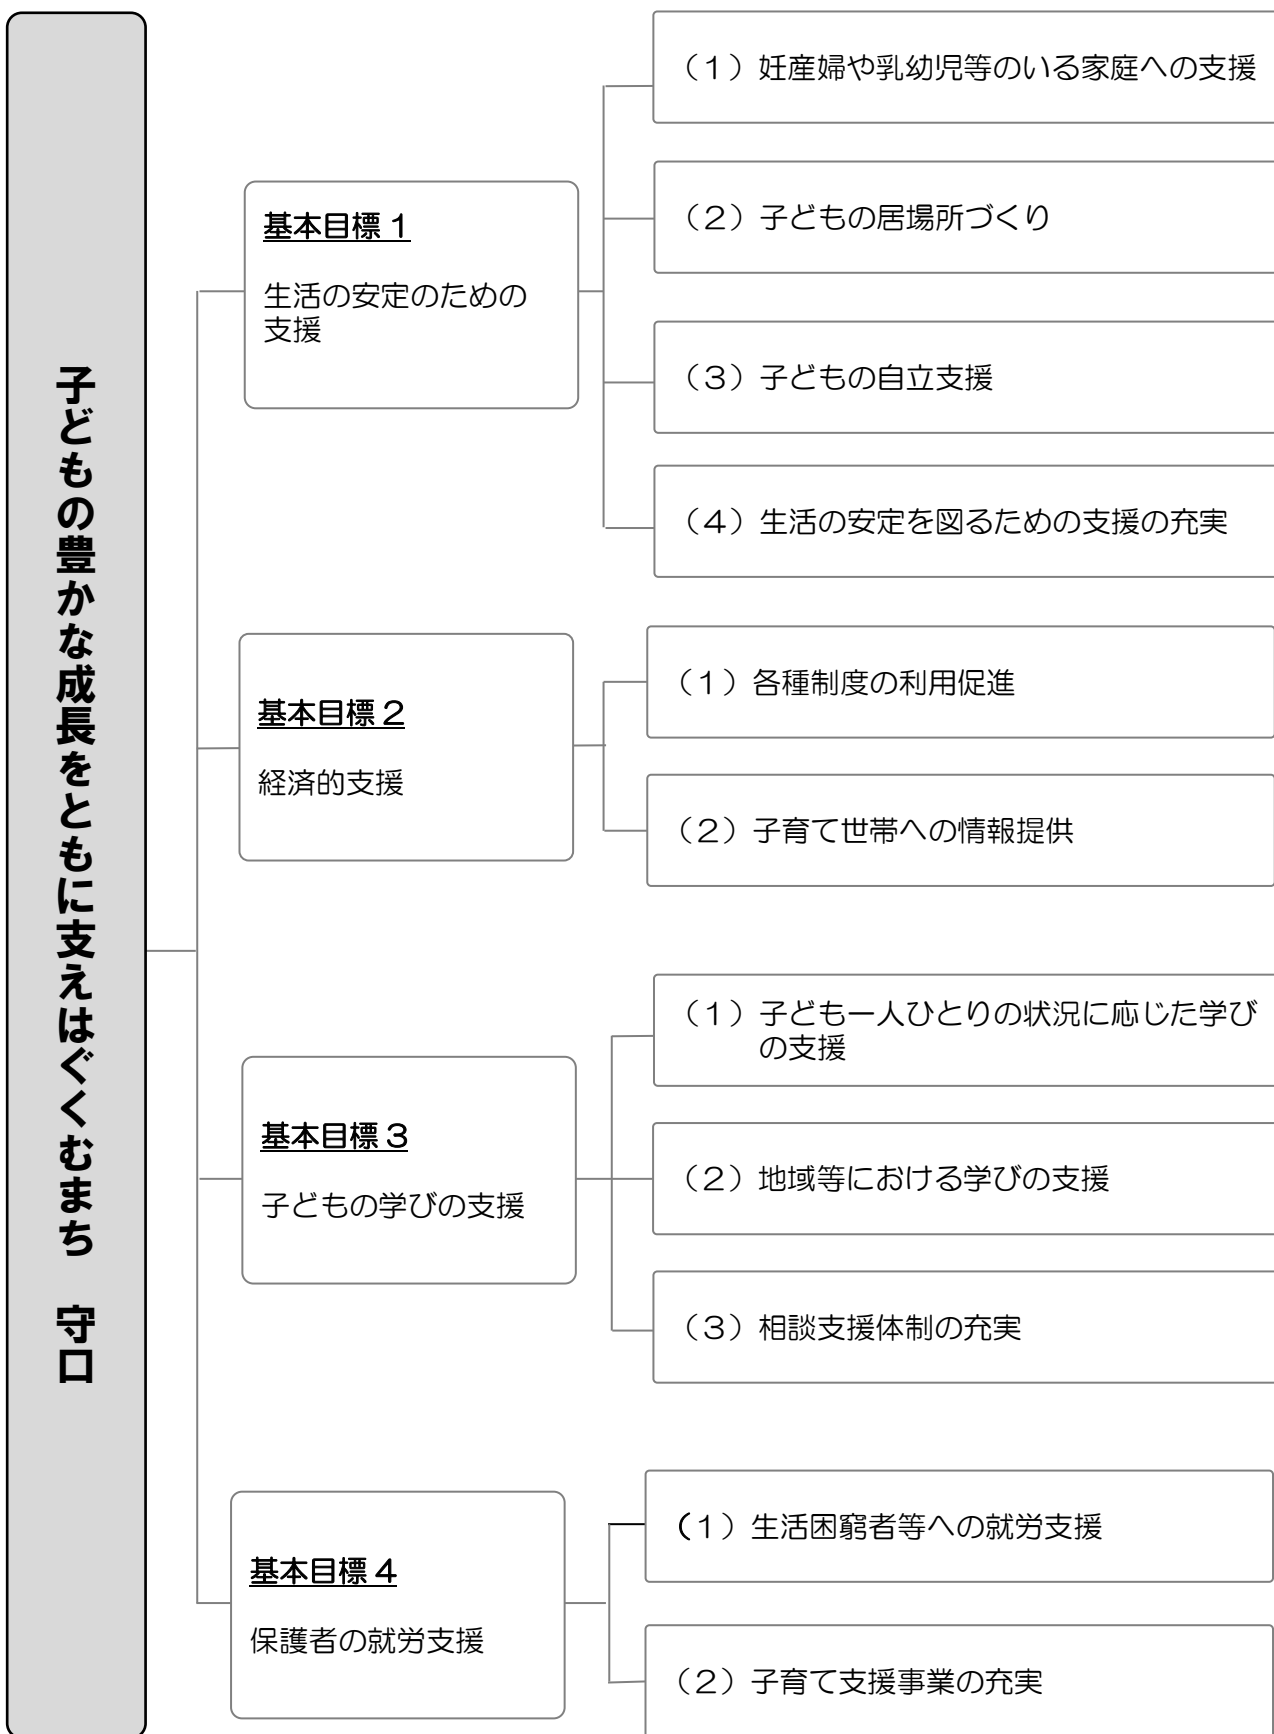 子どもの豊かな成長をともに支えはぐくむまち　守口
基本目標１
生活の安定のための
支援
（１）妊産婦や乳幼児等のいる家庭への支援
（２）子どもの居場所づくり
（３）子どもの自立支援
（４）生活の安定を図るための支援の充実
基本目標２
経済的支援
（１）各種制度の利用促進
（２）子育て世帯への情報提供
基本目標３
子どもの学びの支援
（１）子ども一人ひとりの状況に応じた学び
の支援
（２）地域等における学びの支援
（３）相談支援体制の充実
基本目標４
保護者の就労支援
（１）生活困窮者等への就労支援
（２）子育て支援事業の充実